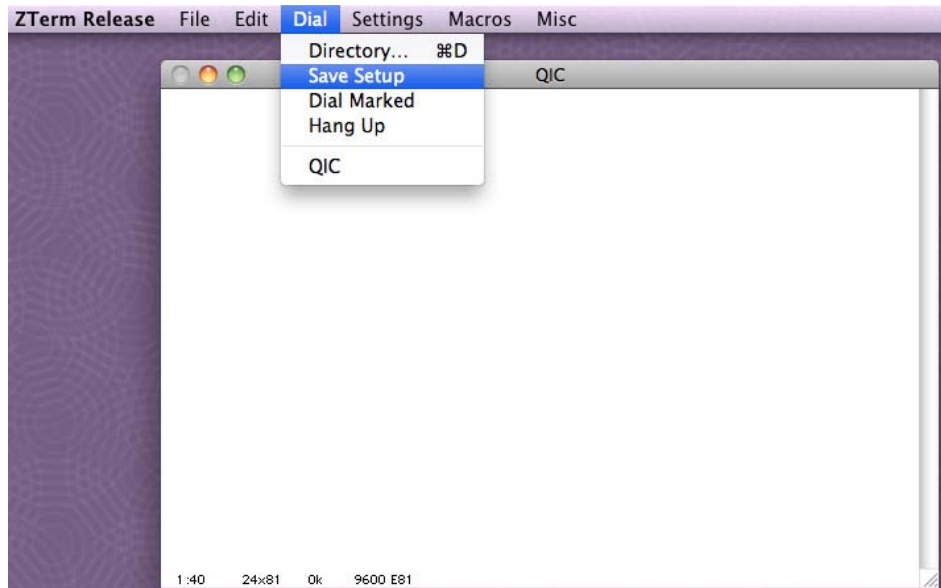 ZTerm Release File Edit Dial Settings Macros Misc
Directory... ⌘D
Save Setup
QIC
Dial Marked
Hang Up
QIC
1:40 24x81 0k 9600 E81